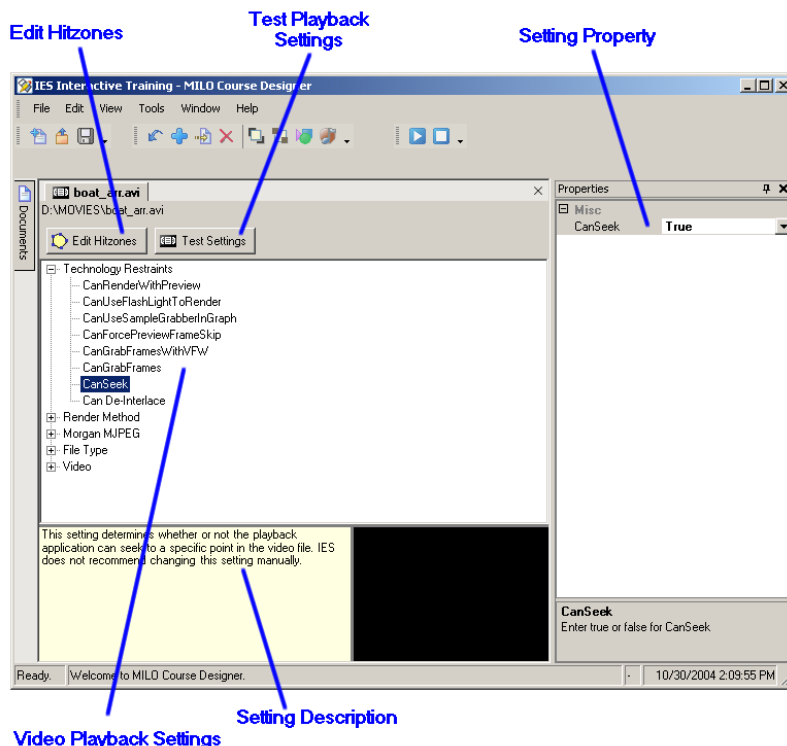 Edit Hitzones
Test Playback
Settings
Setting Property
IES Interactive Training - MILO Course Designer
File Edit View Tools Window Help
Documents
boat_arr.avi
D:\MOVIES\boat_arr.avi
Edit Hitzones
Test Settings
Technology Restraints
CanRenderWithPreview
CanUseFlashLightToRender
CanUseSampleGrabberInGraph
CanForcePreviewFrameSkip
CanGrabFramesWithVFW
CanGrabFrames
CanSeek
Can De-Interlace
Render Method
Morgan MJPEG
File Type
Video
This setting determines whether or not the playback
application can seek to a specific point in the video file. IES
does not recommend changing this setting manually.
Properties
Misc
CanSeek True
CanSeek
Enter true or false for CanSeek
Ready. Welcome to MILO Course Designer. - 10/30/2004 2:09:55 PM
Setting Description
Video Playback Settings